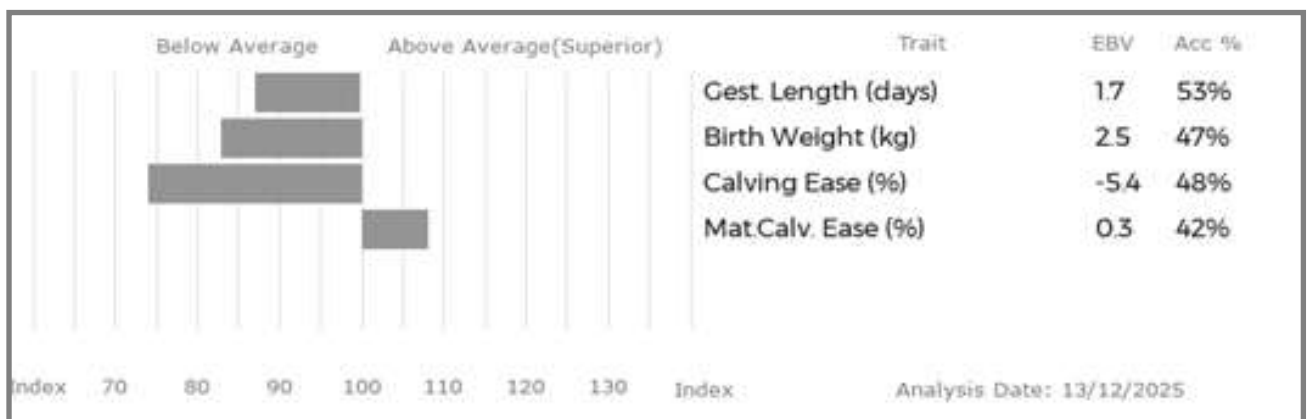 Below Average Above Average(Superior) Trait EBV Acc %
Gest. Length (days) 1.7 53%
Birth Weight (kg) 2.5 47%
Calving Ease (%) -5.4 48%
Mat.Calv. Ease (%) 0.3 42%
Index 70 80 90 100 110 120 130 Index Analysis Date: 13/12/2025